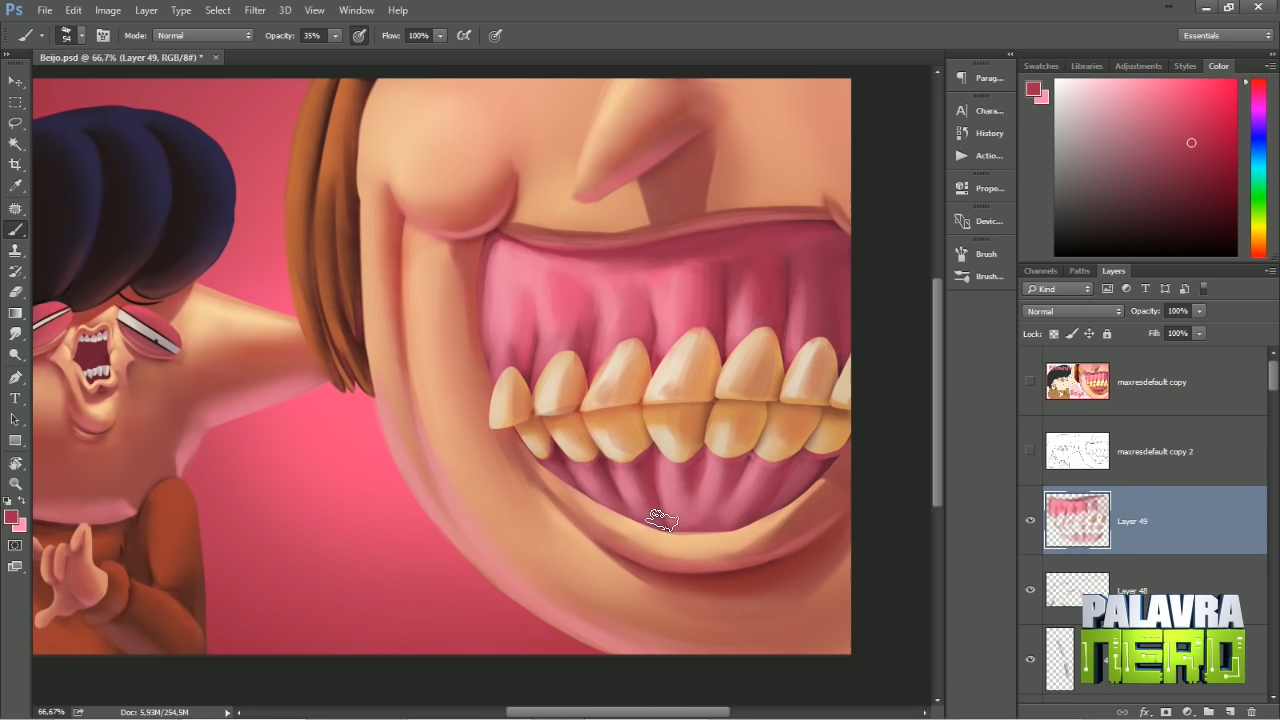 Ps File Edit Image Layer Type Select Filter 3D View Window Help
54 Mode: Normal Opacity: 35% Flow: 100% Essentials
Beijo.psd @ 66,7% (Layer 49, RGB/8#) *
Swatches Libraries Adjustments Styles Color
Parag...
Chara...
History
Actio...
Prope...
Devic...
Brush
Brush...
Channels Paths Layers
Kind
Normal Opacity: 100%
Lock: Fill: 100%
maxresdefault copy
maxresdefault copy 2
Layer 49
Layer 48
PALAVRA
NERD
66,67% Doc: 5,93M/254,5M